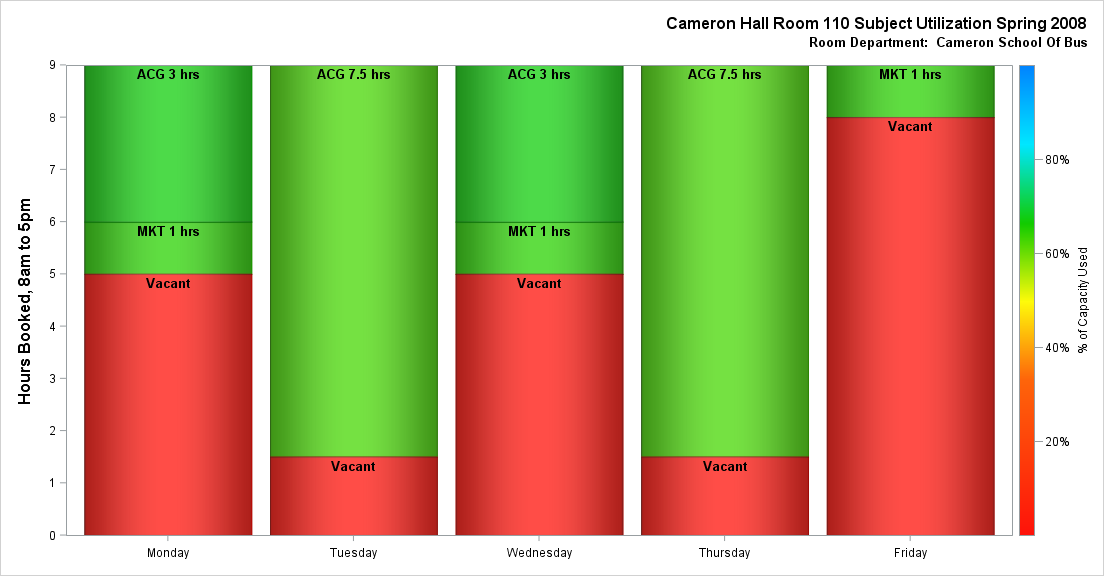 Cameron Hall Room 110 Subject Utilization Spring 2008
Room Department: Cameron School Of Bus
Hours Booked, 8am to 5pm
9
8
7
6
5
4
3
2
1
0
ACG 3 hrs
MKT 1 hrs
Vacant
ACG 7.5 hrs
Vacant
ACG 3 hrs
MKT 1 hrs
Vacant
ACG 7.5 hrs
Vacant
MKT 1 hrs
Vacant
Monday
Tuesday
Wednesday
Thursday
Friday
80%
60%
40%
20%
% of Capacity Used